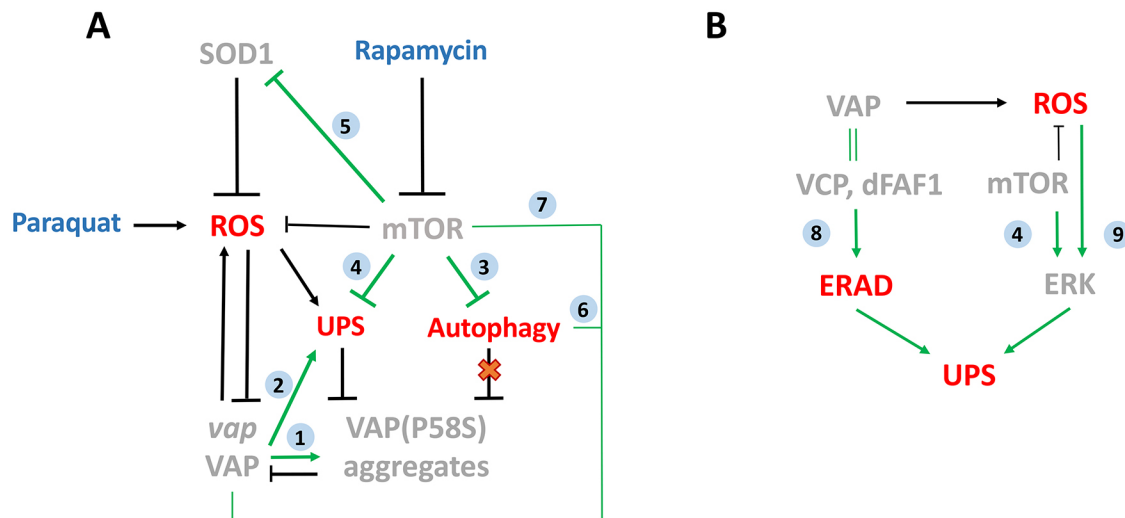 A
B
SOD1
Rapamycin
5
VAP
ROS
Paraquat
ROS
mTOR
7
VCP, dFAF1
mTOR
8
4
9
4
3
ERAD
ERK
UPS
Autophagy
6
UPS
2
vap
1
VAP(P58S)
VAP
aggregates